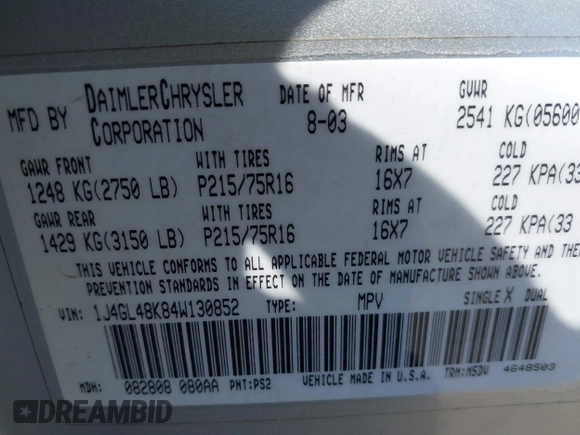 MFD BY DAIMLERCHRYSLER CORPORATION DATE OF MFR 8-03 GVWR 2541 KG(05600
GAWR FRONT WITH TIRES RIMS AT COLD
1248 KG(2750 LB) P215/75R16 16X7 227 KPA(33
GAWR REAR WITH TIRES RIMS AT COLD
1429 KG(3150 LB) P215/75R16 16X7 227 KPA(33
THIS VEHICLE CONFORMS TO ALL APPLICABLE FEDERAL MOTOR VEHICLE SAFETY AND THE
PREVENTION STANDARDS IN EFFECT ON THE DATE OF MANUFACTURE SHOWN ABOVE.
VIN: 1J4GL48K84W130852 TYPE: MPV SINGLE X DUAL
MDH: 082808 080AA PNT:PS2 VEHICLE MADE IN U.S.A. TRM:M5DV 4648503
DREAMBID